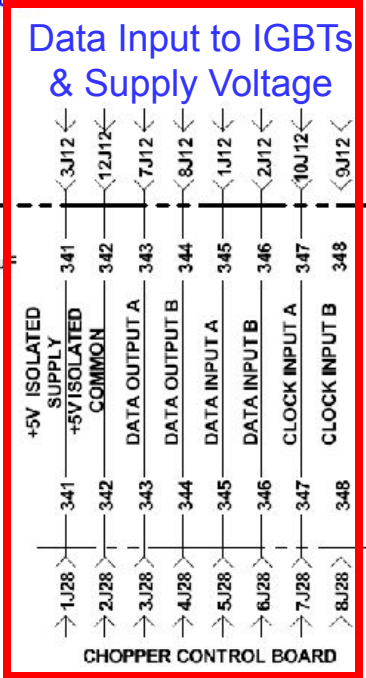 Data Input to IGBTs
& Supply Voltage
3J12 12J12 7J12 8J12 1J12 2J12 10J12 9J12
341 342 343 344 345 346 347 348
+5V ISOLATED
SUPPLY
+5V ISOLATED
COMMON
DATA OUTPUT A
DATA OUTPUT B
DATA INPUT A
DATA INPUT B
CLOCK INPUT A
CLOCK INPUT B
341 342 343 344 345 346 347 348
1J28 2J28 3J28 4J28 5J28 6J28 7J28 8J28
CHOPPER CONTROL BOARD